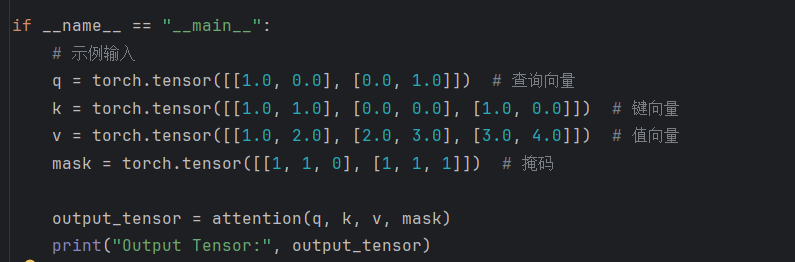 if __name__ == "__main__":
    # 示例输入
    q = torch.tensor([[1.0, 0.0], [0.0, 1.0]])  # 查询向量
    k = torch.tensor([[1.0, 1.0], [0.0, 0.0], [1.0, 0.0]])  # 键向量
    v = torch.tensor([[1.0, 2.0], [2.0, 3.0], [3.0, 4.0]])  # 值向量
    mask = torch.tensor([[1, 1, 0], [1, 1, 1]])  # 掩码
    output_tensor = attention(q, k, v, mask)
    print("Output Tensor:", output_tensor)